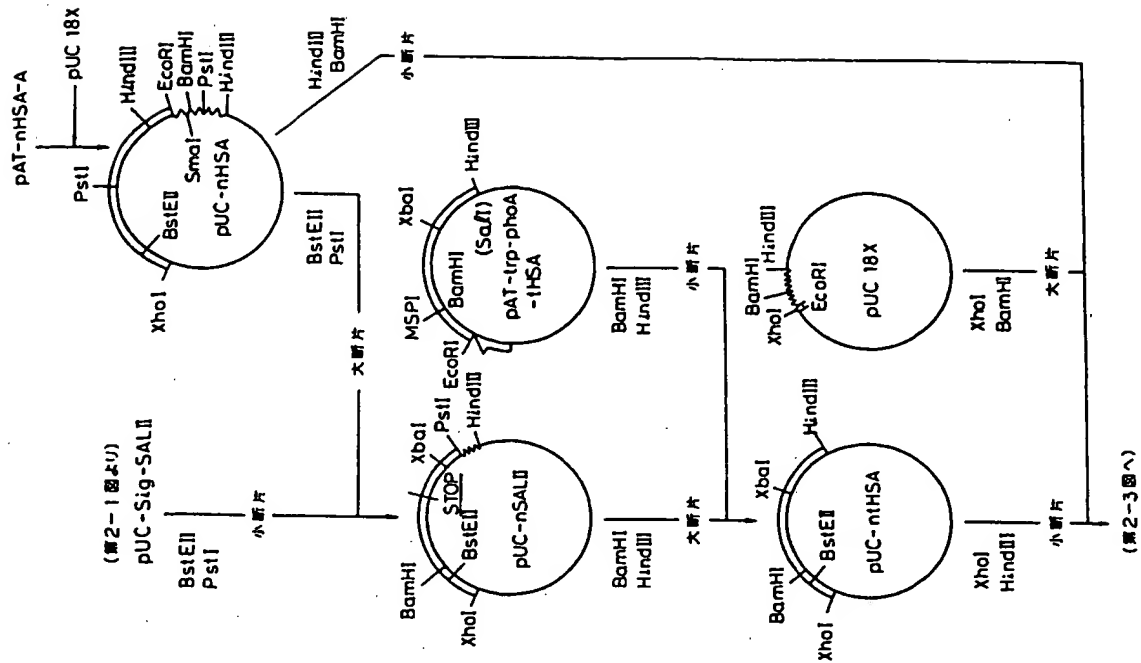 pAT-nHSA-A
pUC 18X
PstI
HindIII
EcoRI
BamHI
PstI
HindIII
SmaI
BstEII
XhoI
pUC-nHSA
BstEII
PstI
大断片
HindIII
BamHI
小断片
(第2-1図より)
pUC-Sig-SALII
BstEII
PstI
小断片
BamHI
XbaI
PstI
HindIII
STOP
BstEII
XhoI
pUC-nSALII
BamHI
HindIII
大断片
MSPI
XbaI
BamHI
HindIII
(SalI)
EcoRI
pAT-trp-phoA
-tHSA
BamHI
HindIII
小断片
BamHI
XbaI
HindIII
BstEII
XhoI
pUC-ntHSA
XhoI
HindIII
BamHI
HindIII
XhoI
EcoRI
pUC 18X
XhoI
BamHI
大断片
(第2-3図へ)